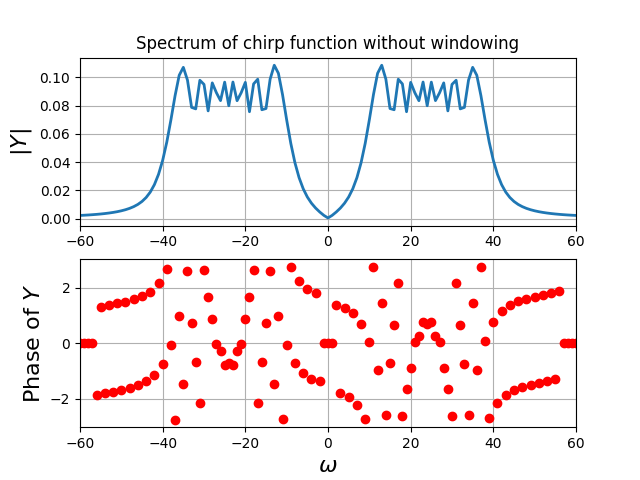 Spectrum of chirp function without windowing
|Y|
0.10
0.08
0.06
0.04
0.02
0.00
−60 −40 −20 0 20 40 60
Phase of Y
2
0
−2
−60 −40 −20 0 20 40 60
ω